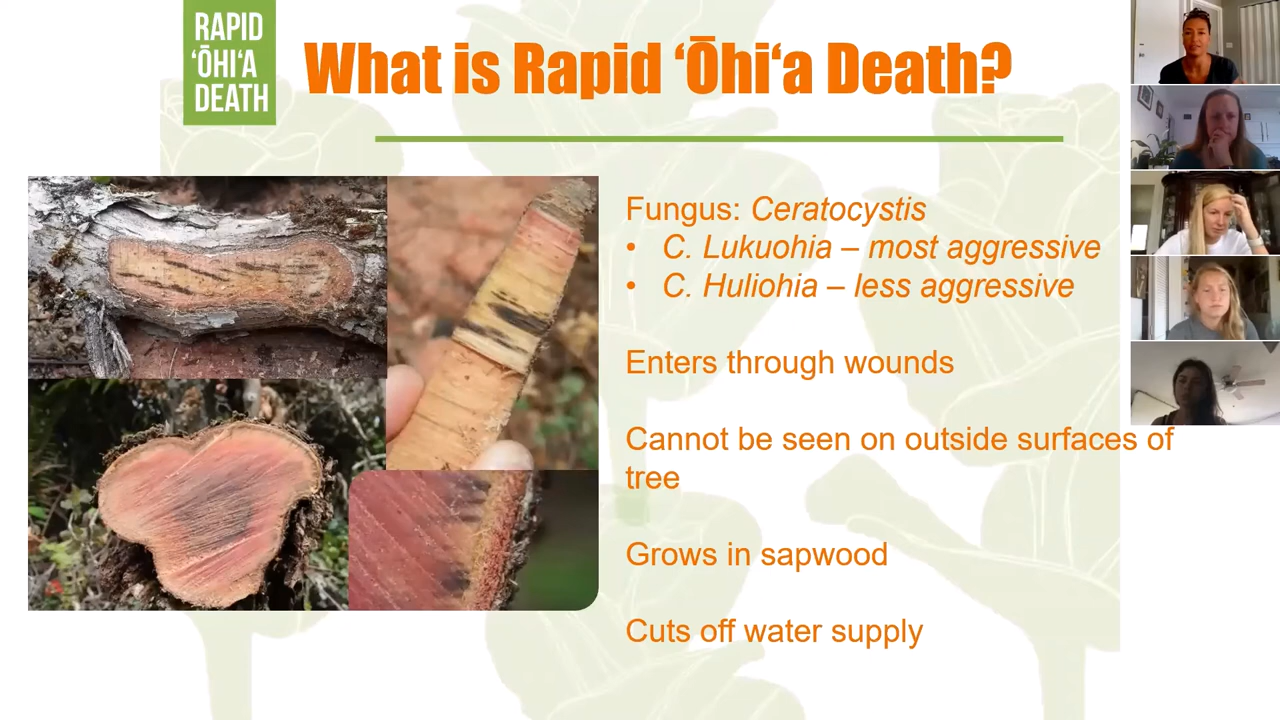 RAPID
‘ŌHI‘A
DEATH
What is Rapid ‘Ōhi‘a Death?
Fungus: Ceratocystis
• C. Lukuohia – most aggressive
• C. Huliohia – less aggressive
Enters through wounds
Cannot be seen on outside surfaces of
tree
Grows in sapwood
Cuts off water supply